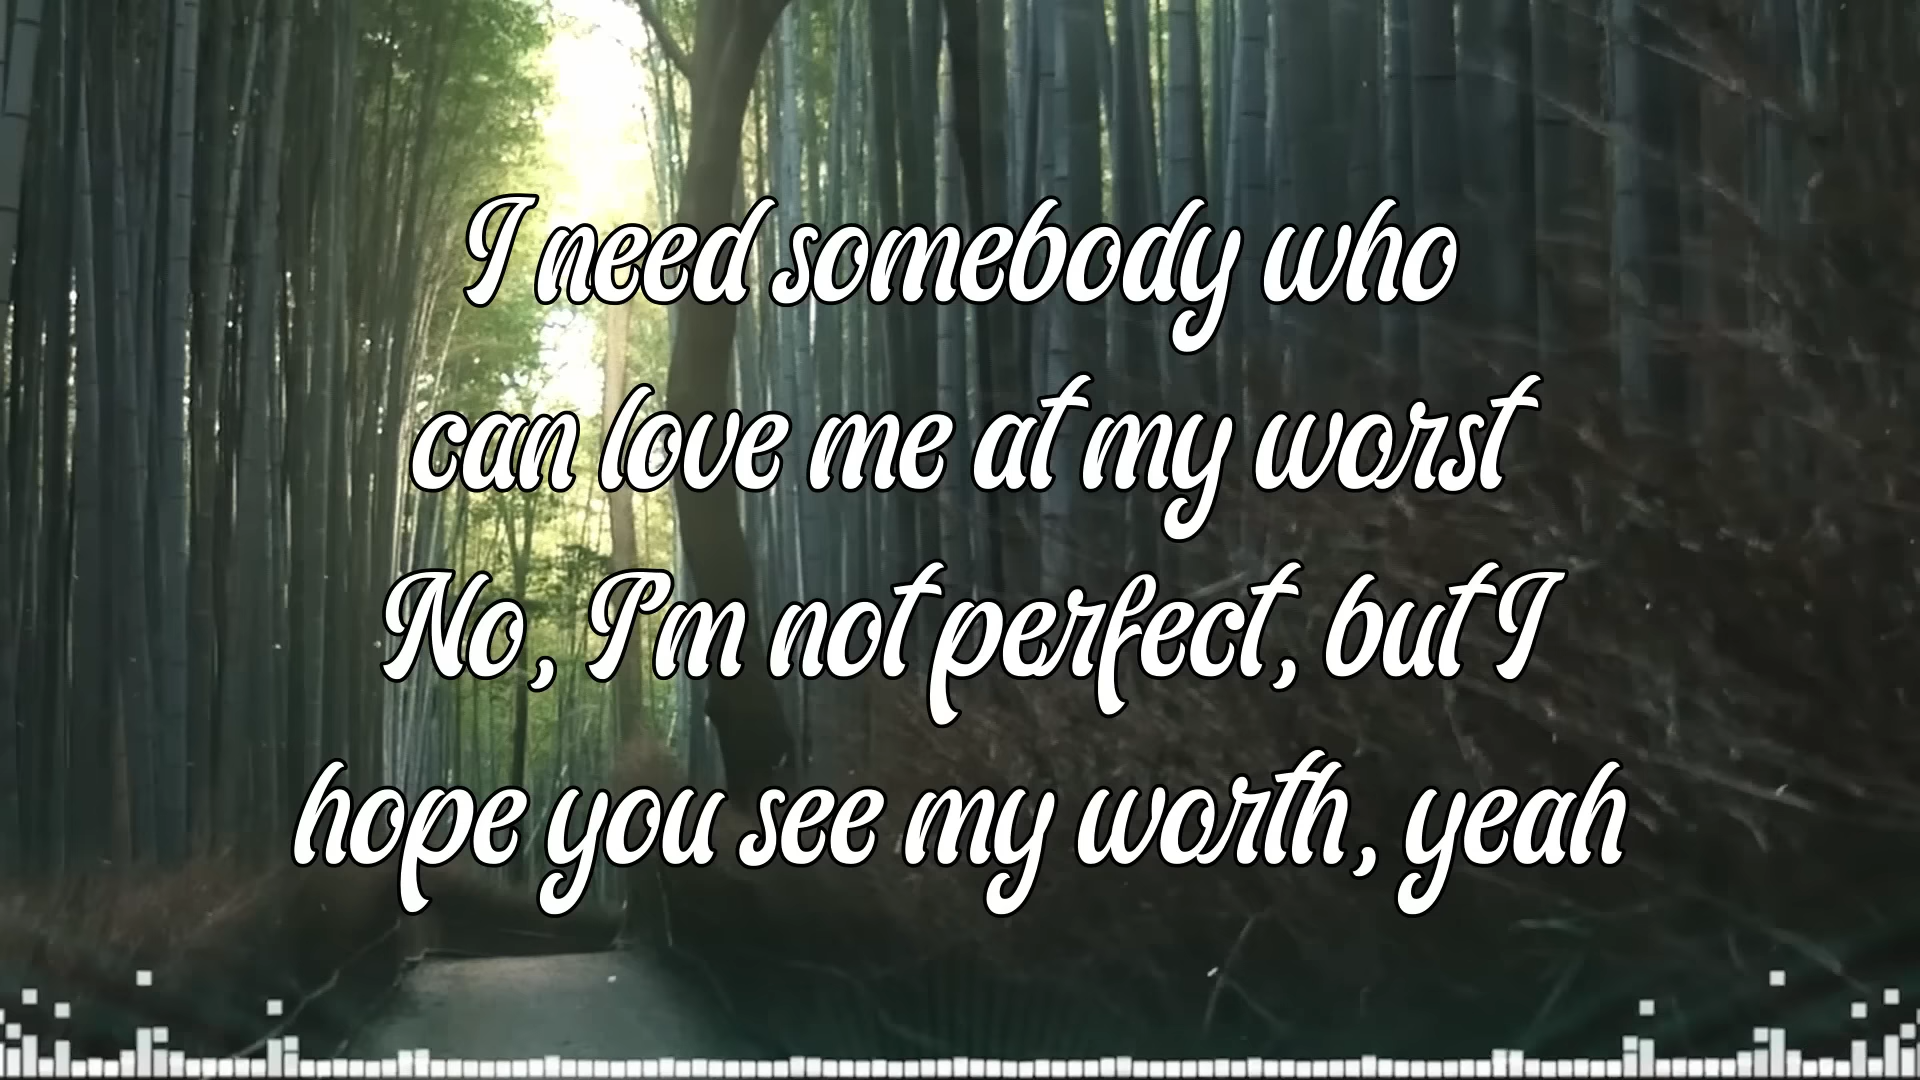 I need somebody who
can love me at my worst
No, I'm not perfect, but I
hope you see my worth, yeah